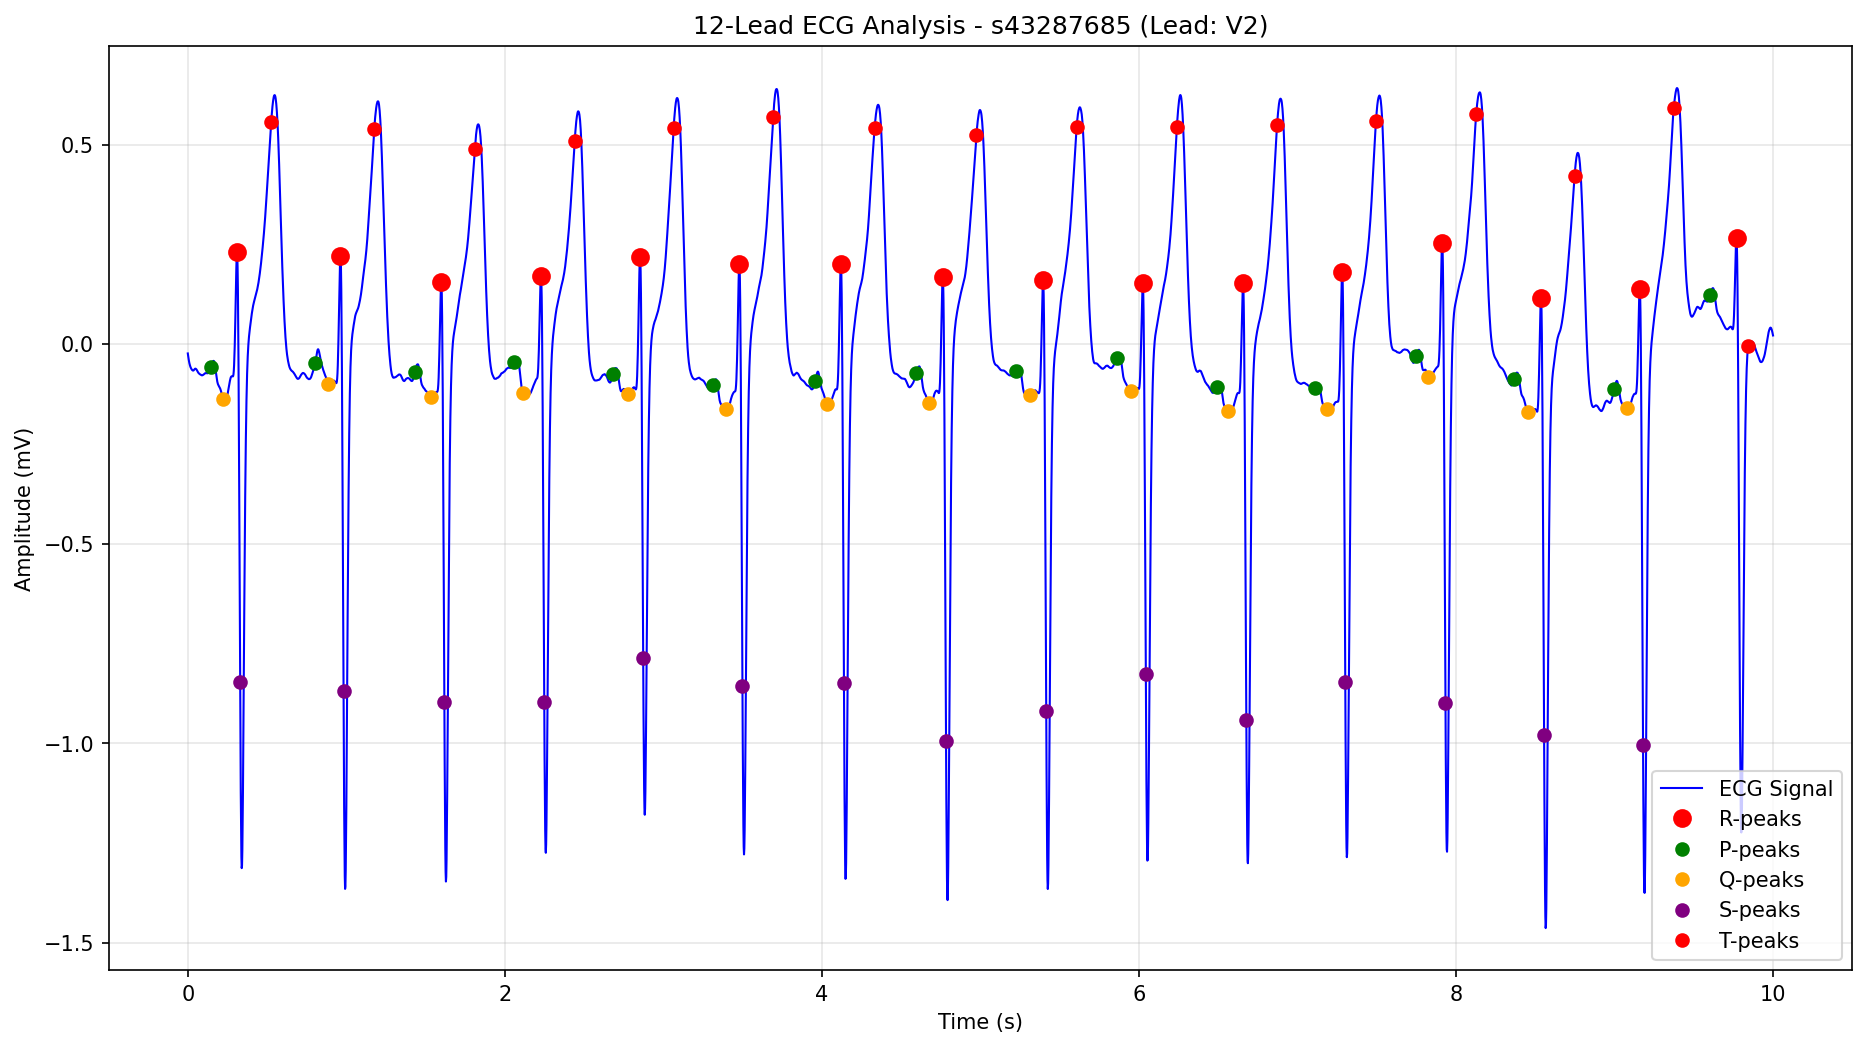 12-Lead ECG Analysis - s43287685 (Lead: V2)
Amplitude (mV)
0.5
0.0
−0.5
−1.0
−1.5
0
2
4
6
8
10
Time (s)
ECG Signal
R-peaks
P-peaks
Q-peaks
S-peaks
T-peaks